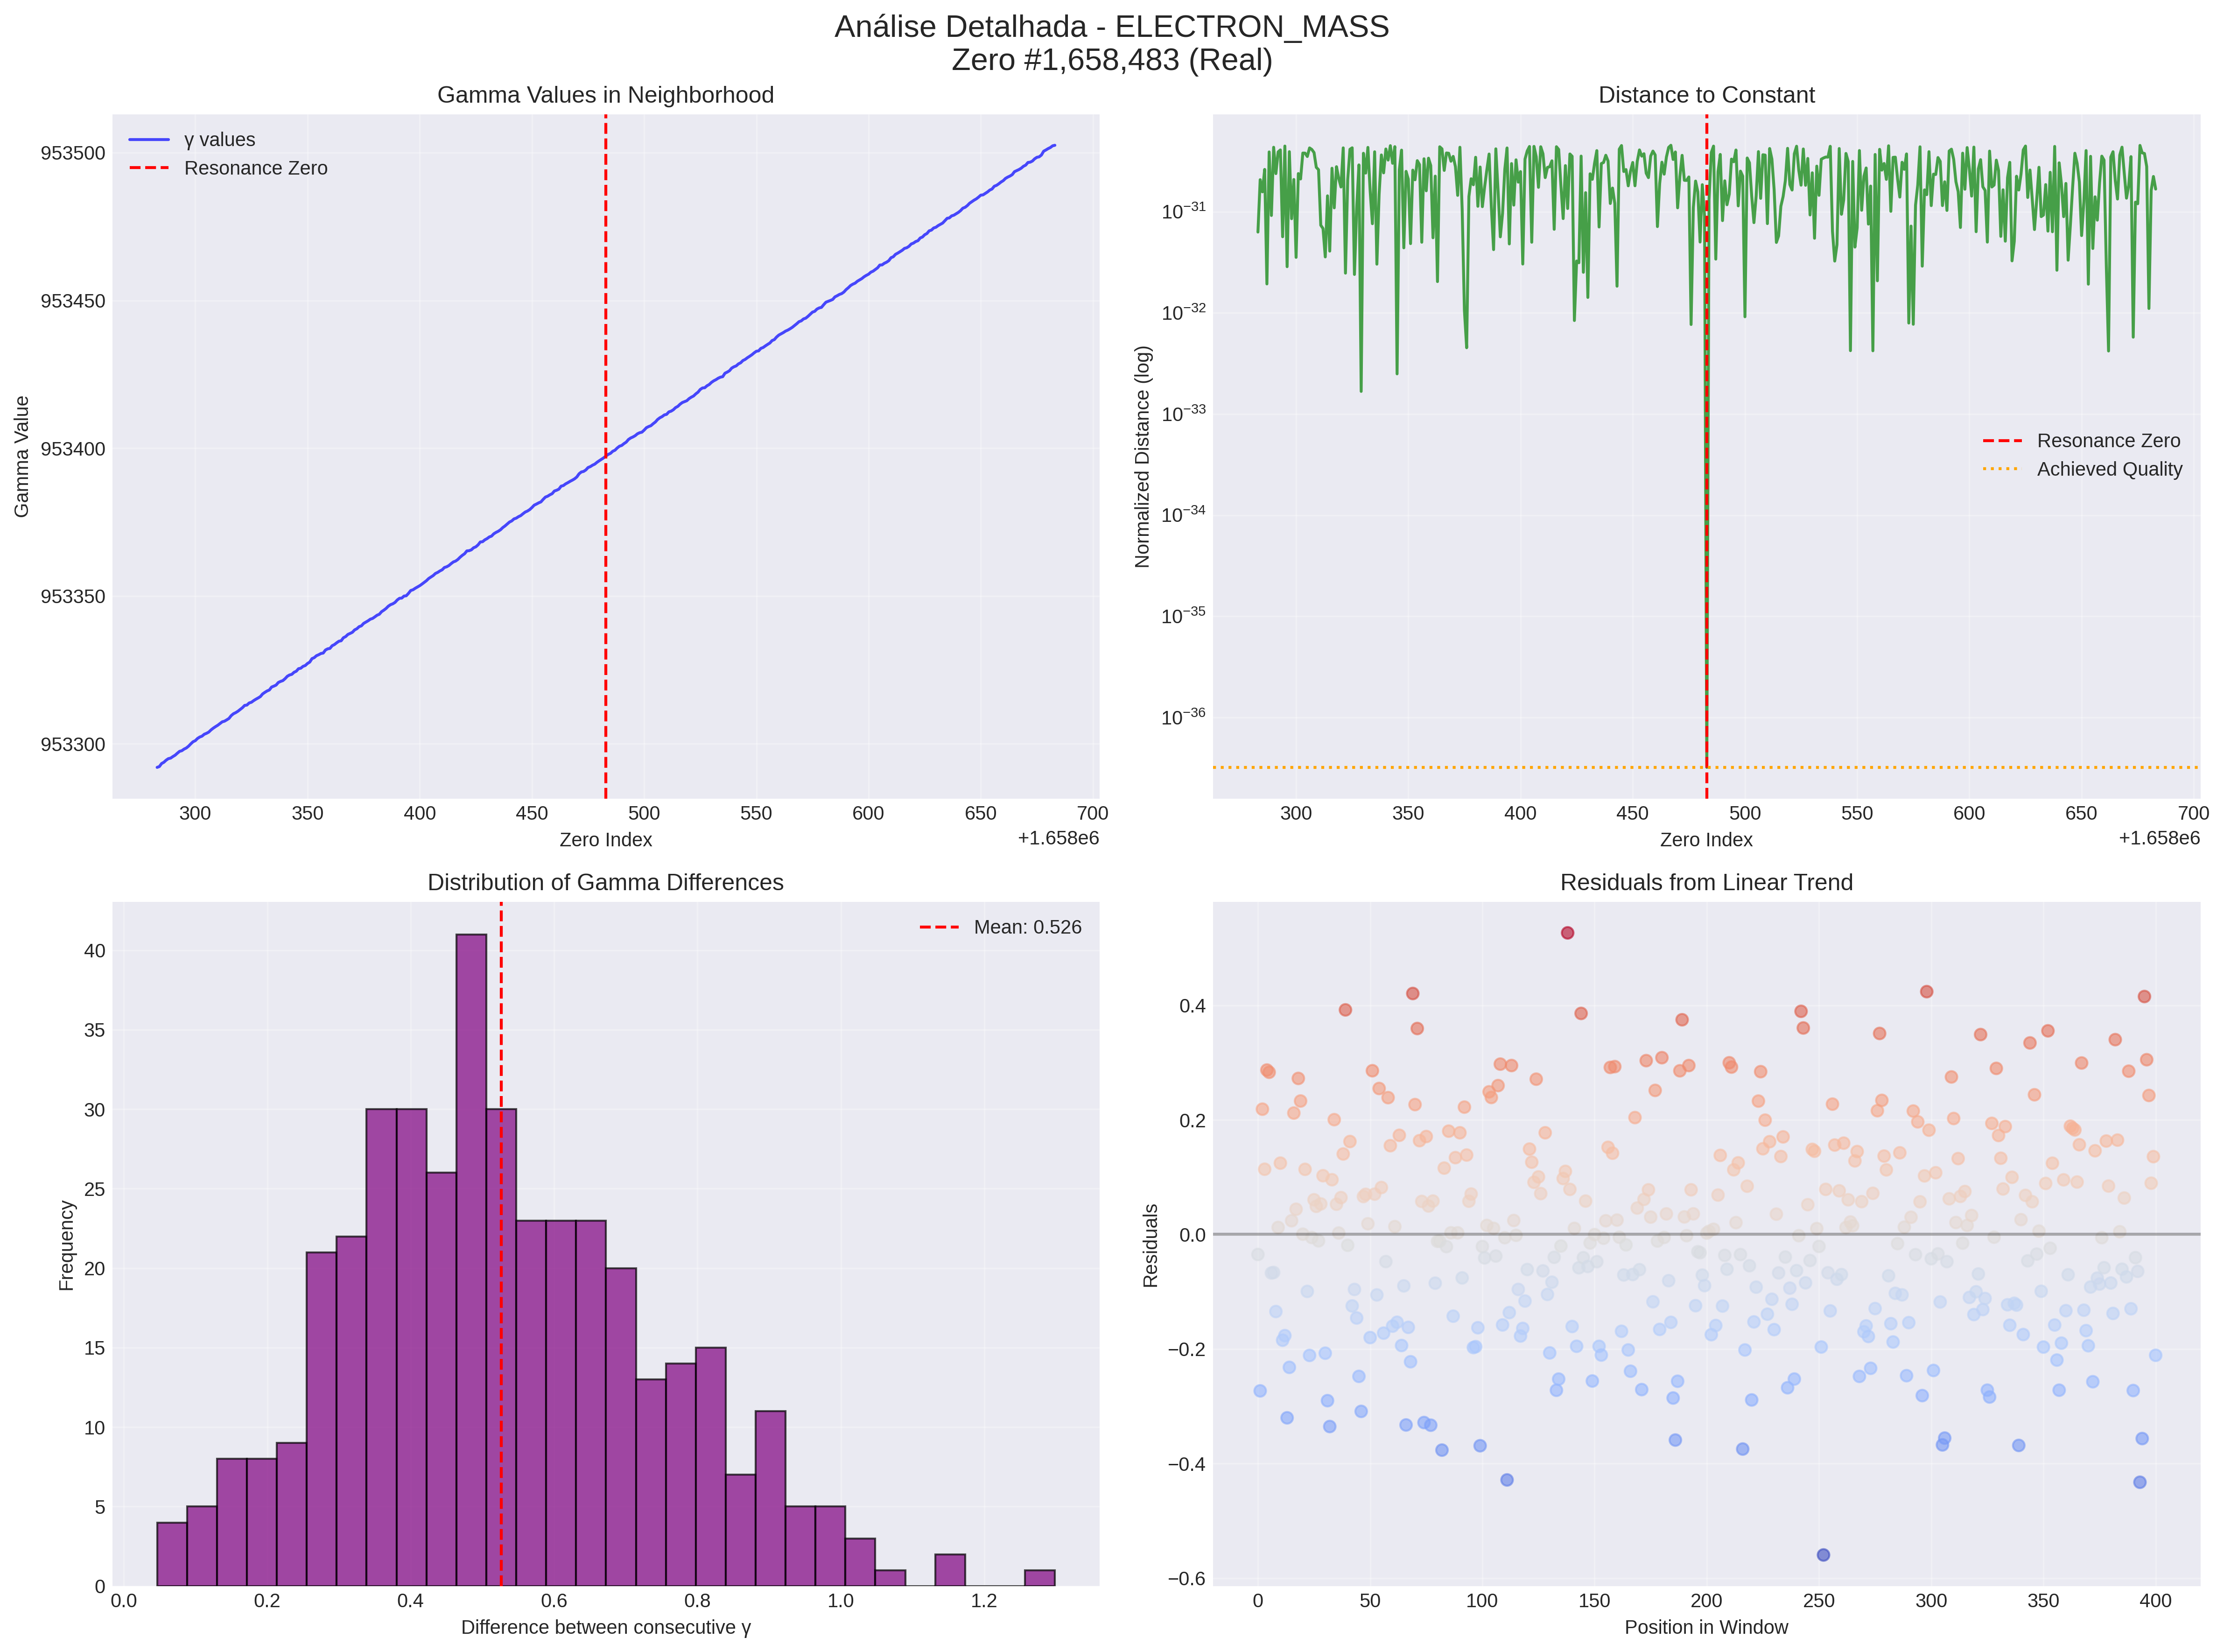 Análise Detalhada - ELECTRON_MASS
Zero #1,658,483 (Real)
Gamma Values in Neighborhood
γ values
Resonance Zero
953500
953450
953400
953350
953300
Gamma Value
300 350 400 450 500 550 600 650 700
Zero Index
+1.658e6
Distance to Constant
10−31
10−32
10−33
10−34
10−35
10−36
Normalized Distance (log)
Resonance Zero
Achieved Quality
300 350 400 450 500 550 600 650 700
Zero Index
+1.658e6
Distribution of Gamma Differences
Mean: 0.526
40
35
30
25
20
15
10
5
0
Frequency
0.0 0.2 0.4 0.6 0.8 1.0 1.2
Difference between consecutive γ
Residuals from Linear Trend
0.4
0.2
0.0
−0.2
−0.4
−0.6
Residuals
0 50 100 150 200 250 300 350 400
Position in Window